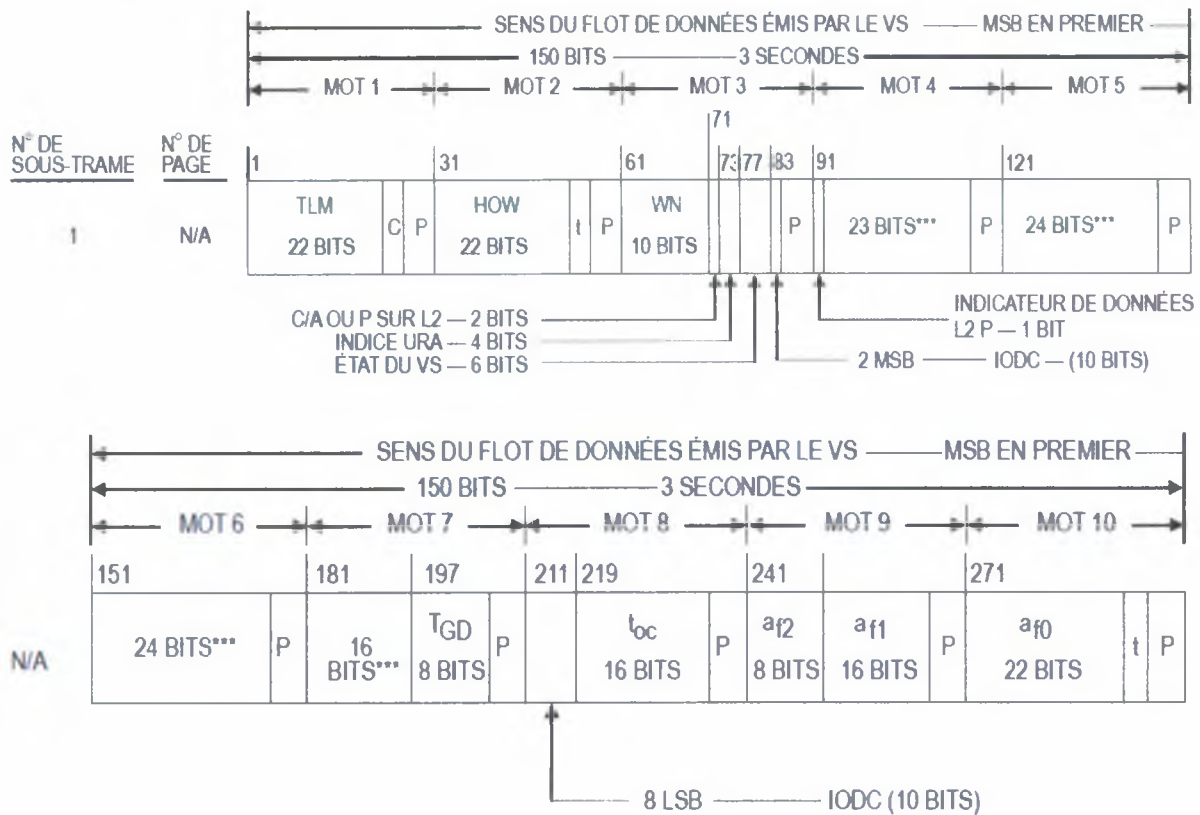 SENS DU FLOT DE DONNÉES ÉMIS PAR LE VS MSB EN PREMIER
150 BITS 3 SECONDES
MOT 1 MOT 2 MOT 3 MOT 4 MOT 5
71
N° DE SOUS-TRAME N° DE PAGE 1 31 61 73 77 83 91 121
1 N/A TLM 22 BITS C P HOW 22 BITS t P WN 10 BITS P 23 BITS*** P 24 BITS*** P
C/A OU P SUR L2 — 2 BITS
INDICE URA — 4 BITS
ÉTAT DU VS — 6 BITS
INDICATEUR DE DONNÉES
L2 P — 1 BIT
2 MSB IODC — (10 BITS)
SENS DU FLOT DE DONNÉES ÉMIS PAR LE VS MSB EN PREMIER
150 BITS 3 SECONDES
MOT 6 MOT 7 MOT 8 MOT 9 MOT 10
151 181 197 211 219 241 271
N/A 24 BITS*** P 16 BITS*** TGD 8 BITS P toc 16 BITS P af2 8 BITS af1 16 BITS P af0 22 BITS t P
8 LSB IODC (10 BITS)